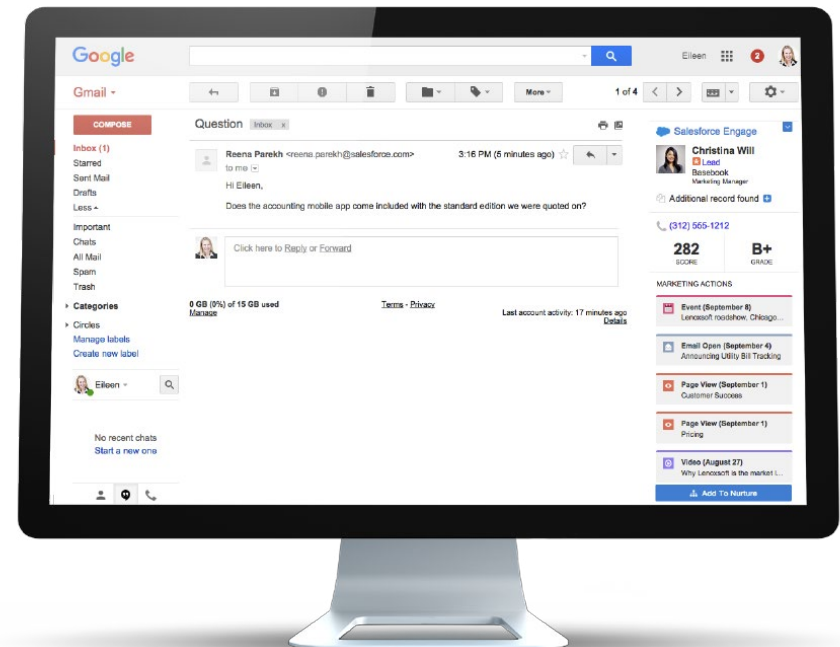 Google
Eileen
2
Gmail
More
1 of 4
COMPOSE
Inbox (1)
Starred
Sent Mail
Drafts
Less
Important
Chats
All Mail
Spam
Trash
Categories
Circles
Manage labels
Create new label
Eileen
No recent chats
Start a new one
Question Inbox x
Reena Parekh <reena.parekh@salesforce.com> 3:16 PM (5 minutes ago)
to me
Hi Eileen,
Does the accounting mobile app come included with the standard edition we were quoted on?
Click here to Reply or Forward
0 GB (0%) of 15 GB used
Manage
Terms - Privacy
Last account activity: 17 minutes ago
Details
Salesforce Engage
Christina Will
Lead
Basebook
Marketing Manager
Additional record found
(312) 565-1212
282 B+
SCORE GRADE
MARKETING ACTIONS
Event (September 8)
Lenoxsoft roadshow, Chicago...
Email Open (September 4)
Announcing Utility Bill Tracking
Page View (September 1)
Customer Success
Page View (September 1)
Pricing
Video (August 27)
Why Lenoxsoft is the market l...
Add To Nurture